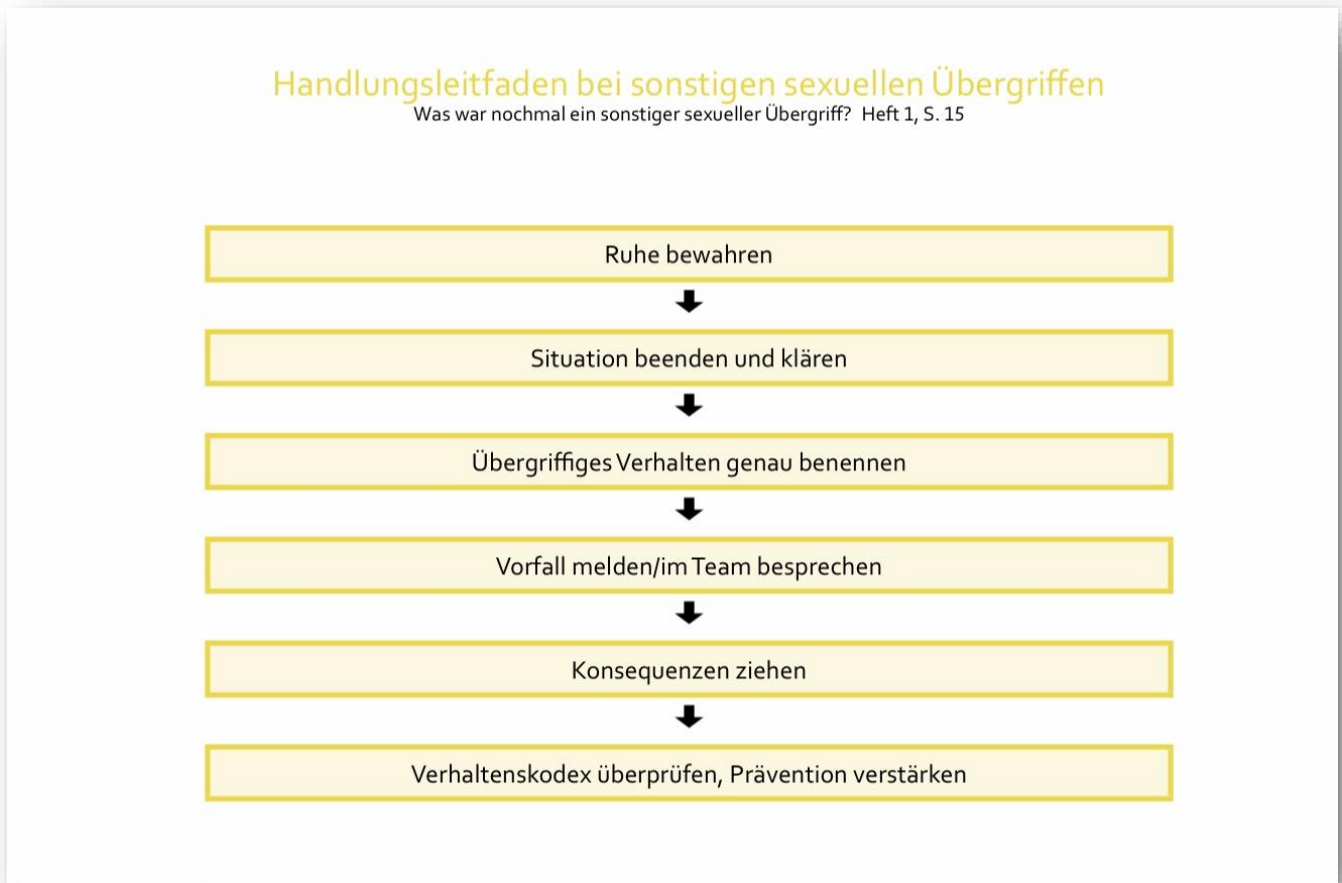 Handlungsleitfaden bei sonstigen sexuellen Übergriffen
Was war nochmal ein sonstiger sexueller Übergriff? Heft 1, S. 15
Ruhe bewahren
Situation beenden und klären
Übergriffiges Verhalten genau benennen
Vorfall melden/im Team besprechen
Konsequenzen ziehen
Verhaltenskodex überprüfen, Prävention verstärken